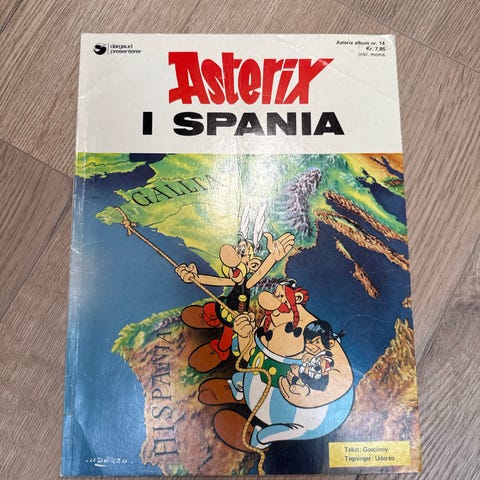 dargaud
presenterer
Asterix album nr. 14
Kr. 7,85
inkl. moms
Asterix
I SPANIA
GALLIA
HISPANIA
UDERZO
Tekst: Goscinny
Tegninger: Uderzo